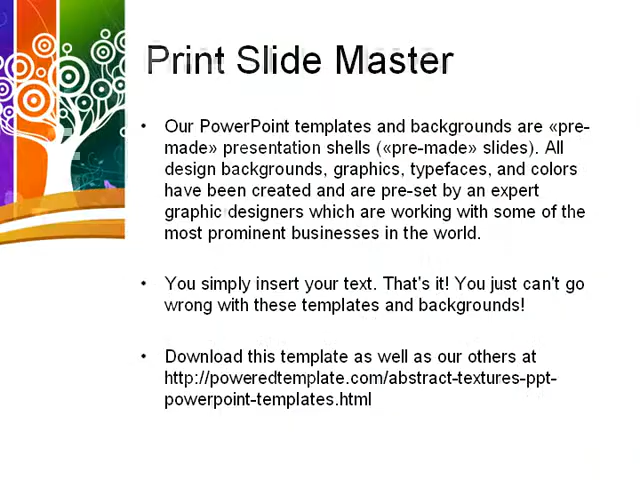 Print Slide Master
• Our PowerPoint templates and backgrounds are «pre-
made» presentation shells («pre-made» slides). All
design backgrounds, graphics, typefaces, and colors
have been created and are pre-set by an expert
graphic designers which are working with some of the
most prominent businesses in the world.
• You simply insert your text. That's it! You just can't go
wrong with these templates and backgrounds!
• Download this template as well as our others at
http://poweredtemplate.com/abstract-textures-ppt-
powerpoint-templates.html